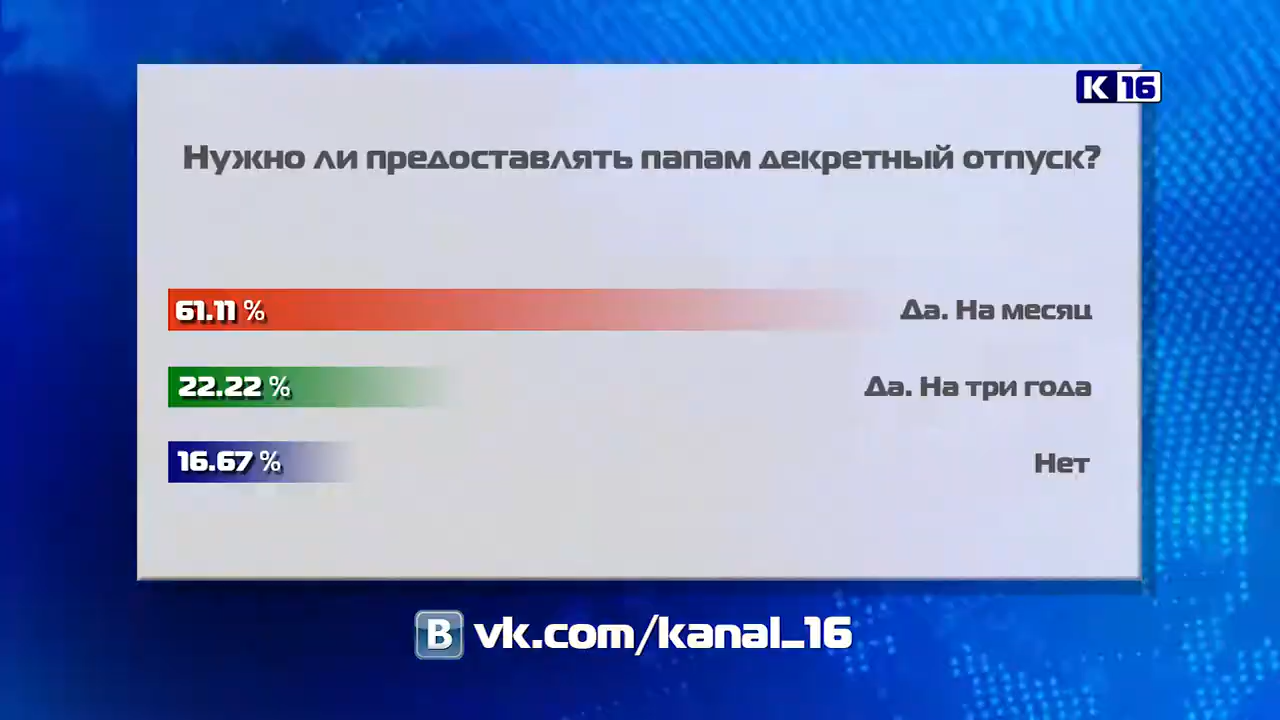 К 16
Нужно ли предоставлять папам декретный отпуск?
61.11 % Да. На месяц
22.22 % Да. На три года
16.67 % Нет
В vk.com/kanal_16